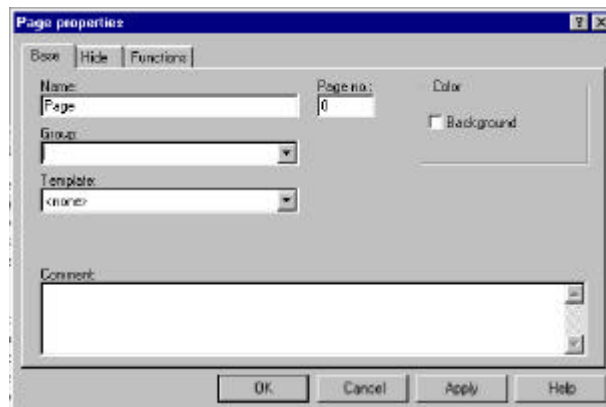 Page properties
Base Hide Functions
Name: Page no.: Color
Page 0
Background
Group:
Template:
<none>
Comment:
OK Cancel Apply Help